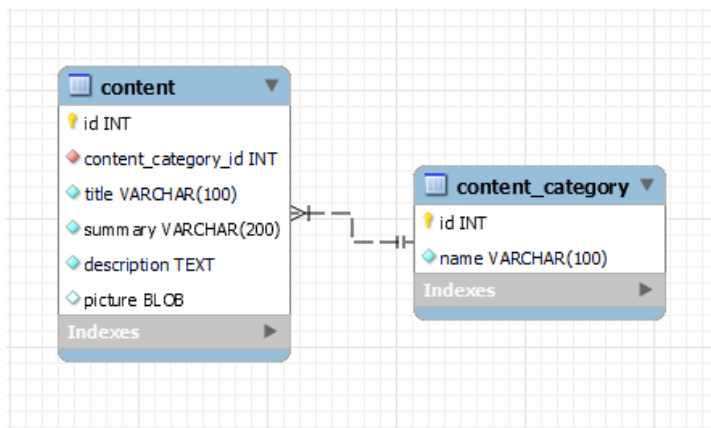 content
id INT
content_category_id INT
title VARCHAR(100)
summary VARCHAR(200)
description TEXT
picture BLOB
Indexes
content_category
id INT
name VARCHAR(100)
Indexes